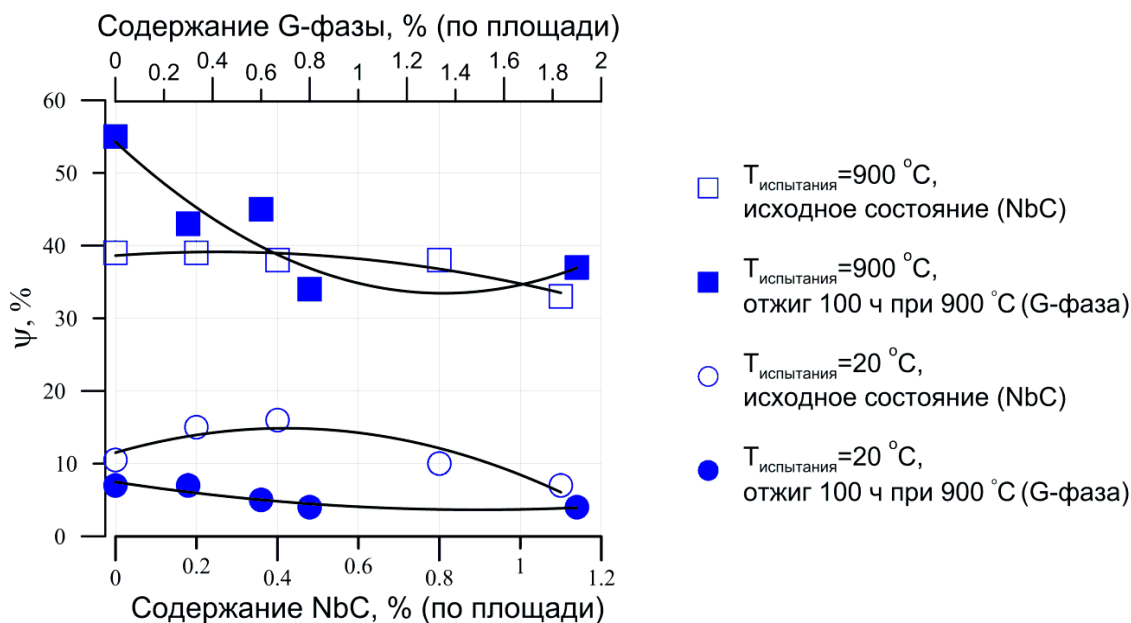 Содержание G-фазы, % (по площади)
0 0.2 0.4 0.6 0.8 1 1.2 1.4 1.6 1.8 2
60
50
40
30
20
10
0
ψ, %
0 0.2 0.4 0.8 1 1.2
Содержание NbC, % (по площади)
Tиспытания=900 °C,
исходное состояние (NbC)
Tиспытания=900 °C,
отжиг 100 ч при 900 °C (G-фаза)
Tиспытания=20 °C,
исходное состояние (NbC)
Tиспытания=20 °C,
отжиг 100 ч при 900 °C (G-фаза)